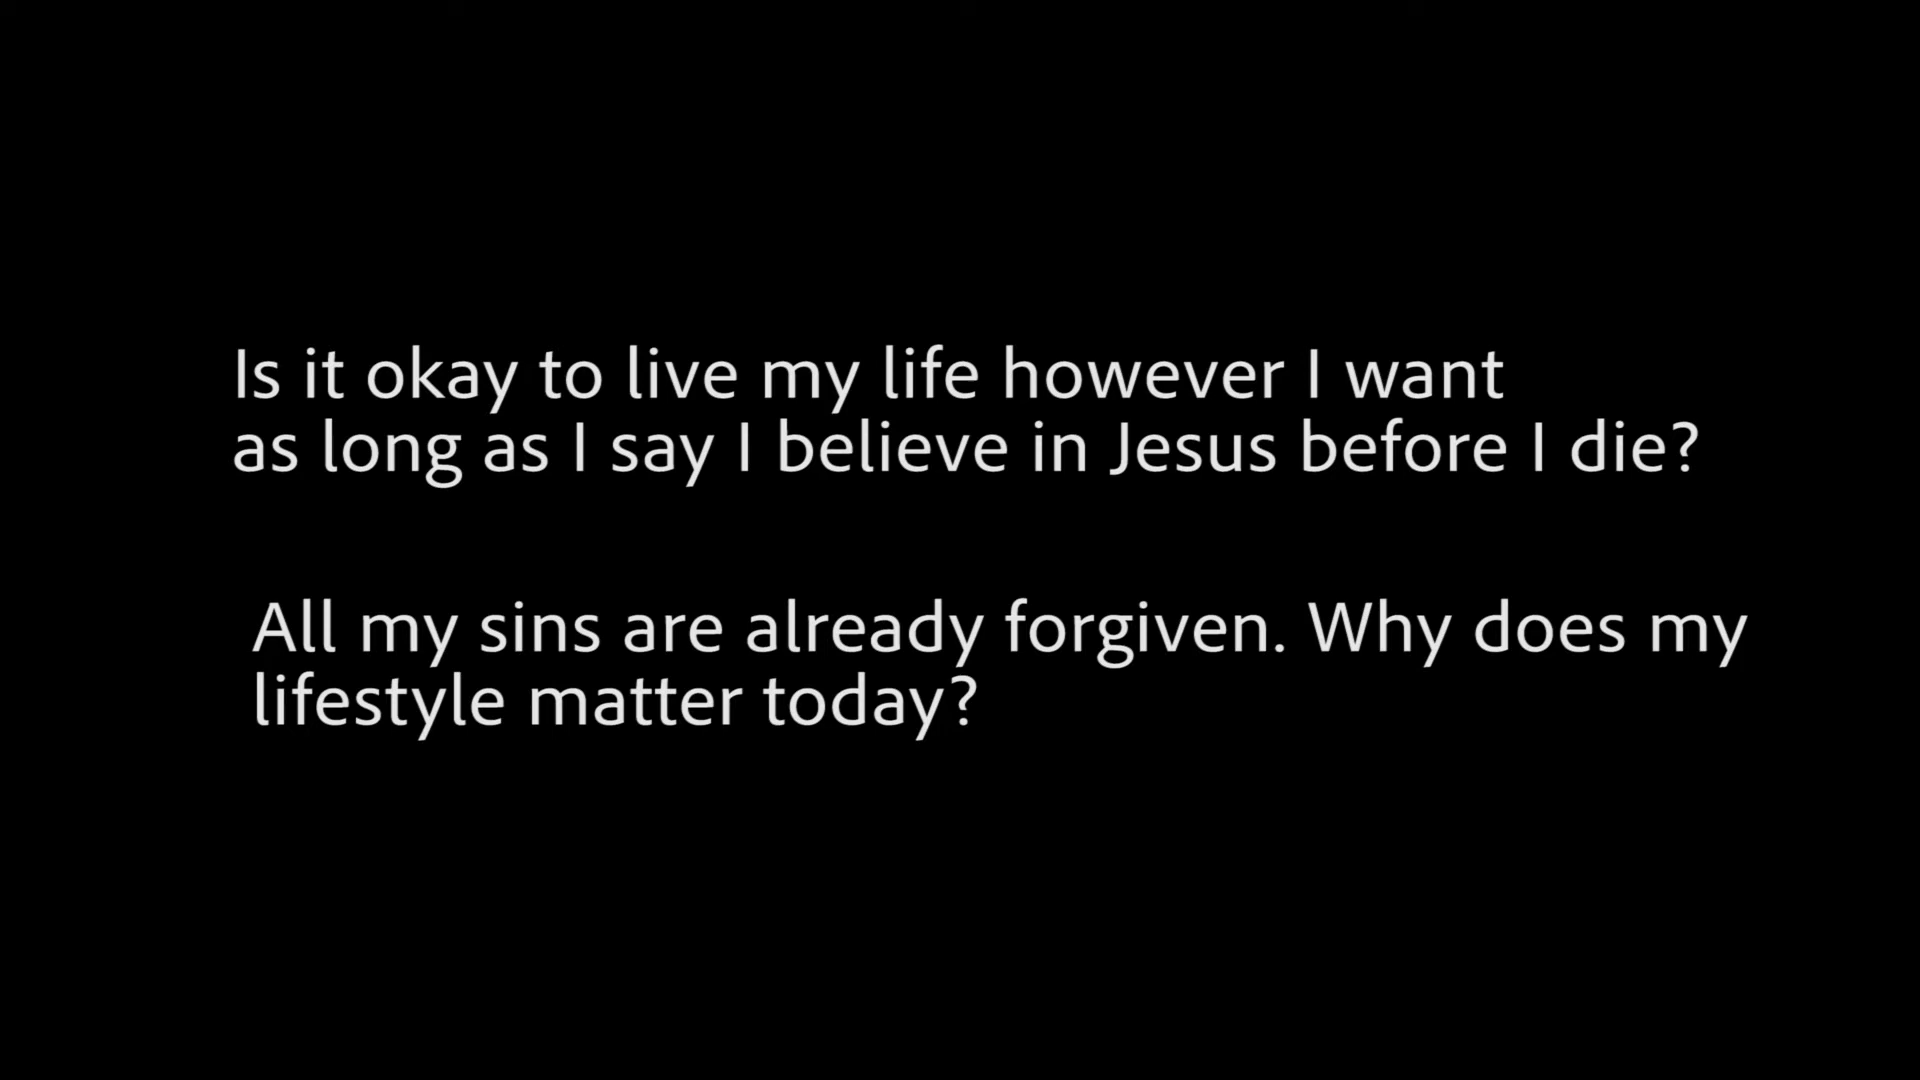 Is it okay to live my life however I want
as long as I say I believe in Jesus before I die?
All my sins are already forgiven. Why does my
lifestyle matter today?